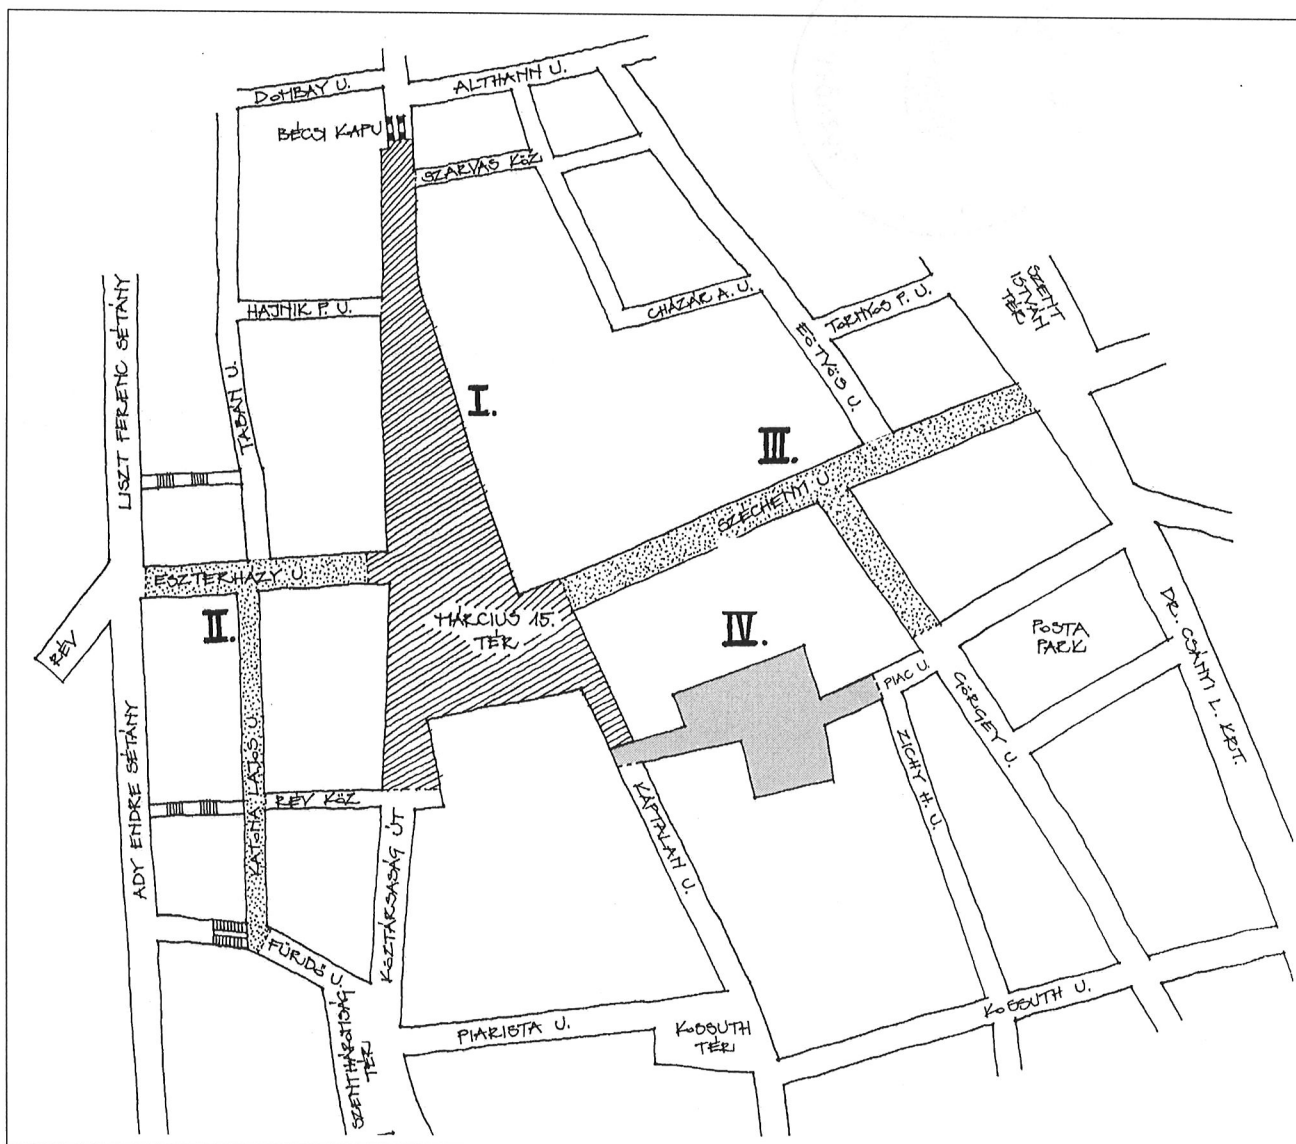 DOMBAY U.
ALTHANN U.
BÉCSI KAPU
SZARVAS KÖZ
HAJNIK P. U.
CHÁZÁR A. U.
TORNYOS P. U.
SZENT
ISTVÁN
TÉR
LISZT FERENC SÉTÁNY
TABÁN U.
EÖTVÖS U.
I.
III.
SZÉCHENYI U.
ESZTERHÁZY U.
II.
MÁRCIUS 15.
TÉR
IV.
RÉV
POSTA
PARK
PIAC U.
GÖRGEY U.
DR. CSÁNYI L. KRT.
ADY ENDRE SÉTÁNY
KATONA LAJOS U.
RÉV KÖZ
KÁPTALAN U.
ZICHY H. U.
KÖZTÁRSASÁG ÚT
FÜRDŐ U.
SZENTHÁROMSÁG
TÉR
PIARISTA U.
KOSSUTH
TÉR
KOSSUTH U.